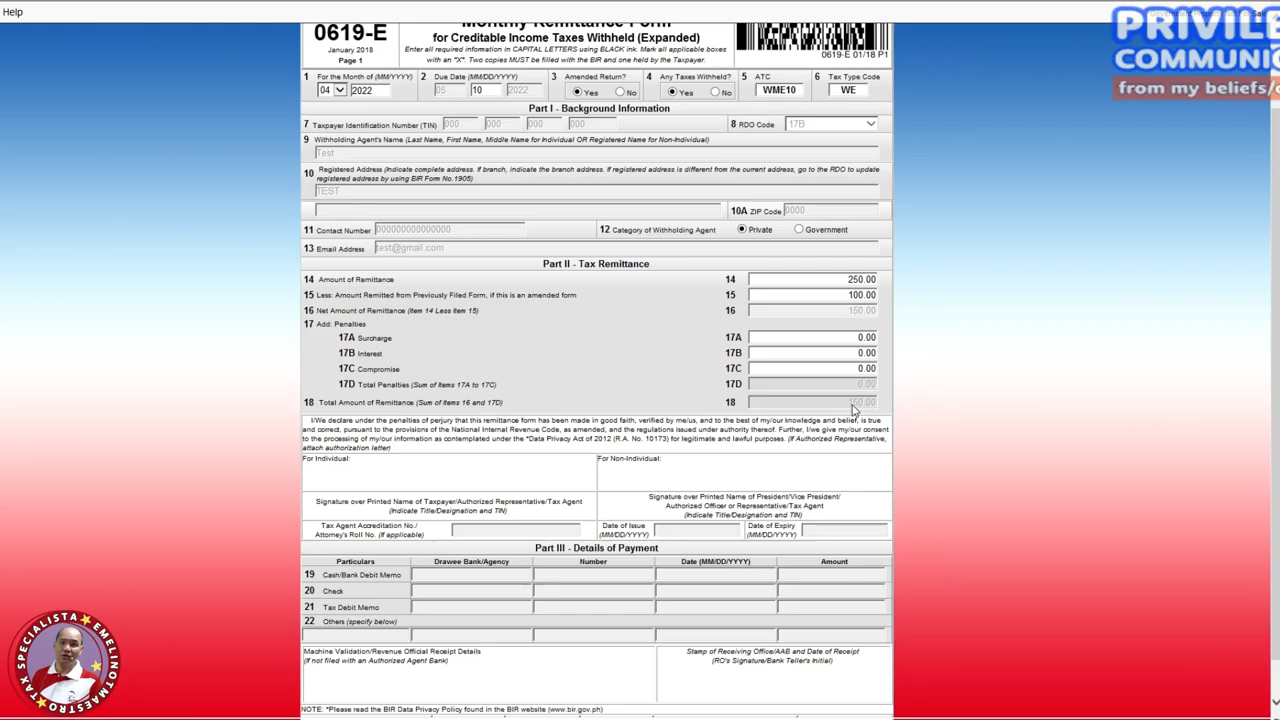 Help
PRIVILE
COMMUNIC
from my beliefs/o
0619-E
January 2018
Page 1
Monthly Remittance Form
for Creditable Income Taxes Withheld (Expanded)
Enter all required information in CAPITAL LETTERS using BLACK ink. Mark all applicable boxes
with an "X". Two copies MUST be filled with the BIR and one held by the Taxpayer.
0619-E 01/18 P1
1 For the Month of (MM/YYYY) 2 Due Date (MM/DD/YYYY) 3 Amended Return? 4 Any Taxes Withheld? 5 ATC 6 Tax Type Code
04 2022 05 10 2022 Yes No Yes No WME10 WE
Part I - Background Information
7 Taxpayer Identification Number (TIN) 000 000 000 000 8 RDO Code 17B
9 Withholding Agent's Name (Last Name, First Name, Middle Name for Individual OR Registered Name for Non-Individual)
Test
10 Registered Address (Indicate complete address. If branch, indicate the branch address. If registered address is different from the current address, go to the RDO to update
registered address by using BIR Form No.1905)
TEST
10A ZIP Code 0000
11 Contact Number 000000000000 12 Category of Withholding Agent Private Government
13 Email Address test@gmail.com
Part II - Tax Remittance
14 Amount of Remittance 14 250.00
15 Less: Amount Remitted from Previously Filed Form, if this is an amended form 15 100.00
16 Net Amount of Remittance (Item 14 Less Item 15) 16 150.00
17 Add: Penalties
17A Surcharge 17A 0.00
17B Interest 17B 0.00
17C Compromise 17C 0.00
17D Total Penalties (Sum of Items 17A to 17C) 17D 0.00
18 Total Amount of Remittance (Sum of Items 16 and 17D) 18 150.00
I/We declare under the penalties of perjury that this remittance form has been made in good faith, verified by me/us, and to the best of my/our knowledge and belief, is true
and correct, pursuant to the provisions of the National Internal Revenue Code, as amended, and the regulations issued under authority thereof. Further, I/we give my/our consent
to the processing of my/our information as contemplated under the *Data Privacy Act of 2012 (R.A. No. 10173) for legitimate and lawful purposes. (If Authorized Representative,
attach authorization letter)
For Individual: For Non-Individual:
Signature over Printed Name of Taxpayer/Authorized Representative/Tax Agent
(Indicate Title/Designation and TIN)
Signature over Printed Name of President/Vice President/
Authorized Officer or Representative/Tax Agent
(Indicate Title/Designation and TIN)
Tax Agent Accreditation No./
Attorney's Roll No. (If applicable)
Date of Issue
(MM/DD/YYYY)
Date of Expiry
(MM/DD/YYYY)
Part III - Details of Payment
Particulars Drawee Bank/Agency Number Date (MM/DD/YYYY) Amount
19 Cash/Bank Debit Memo
20 Check
21 Tax Debit Memo
22 Others (specify below)
Machine Validation/Revenue Official Receipt Details
(If not filed with an Authorized Agent Bank)
Stamp of Receiving Office/AAB and Date of Receipt
(RO's Signature/Bank Teller's Initial)
NOTE: *Please read the BIR Data Privacy Policy found in the BIR website (www.bir.gov.ph)
TAX SPECIALISTA
EMELINOTMAESTRO